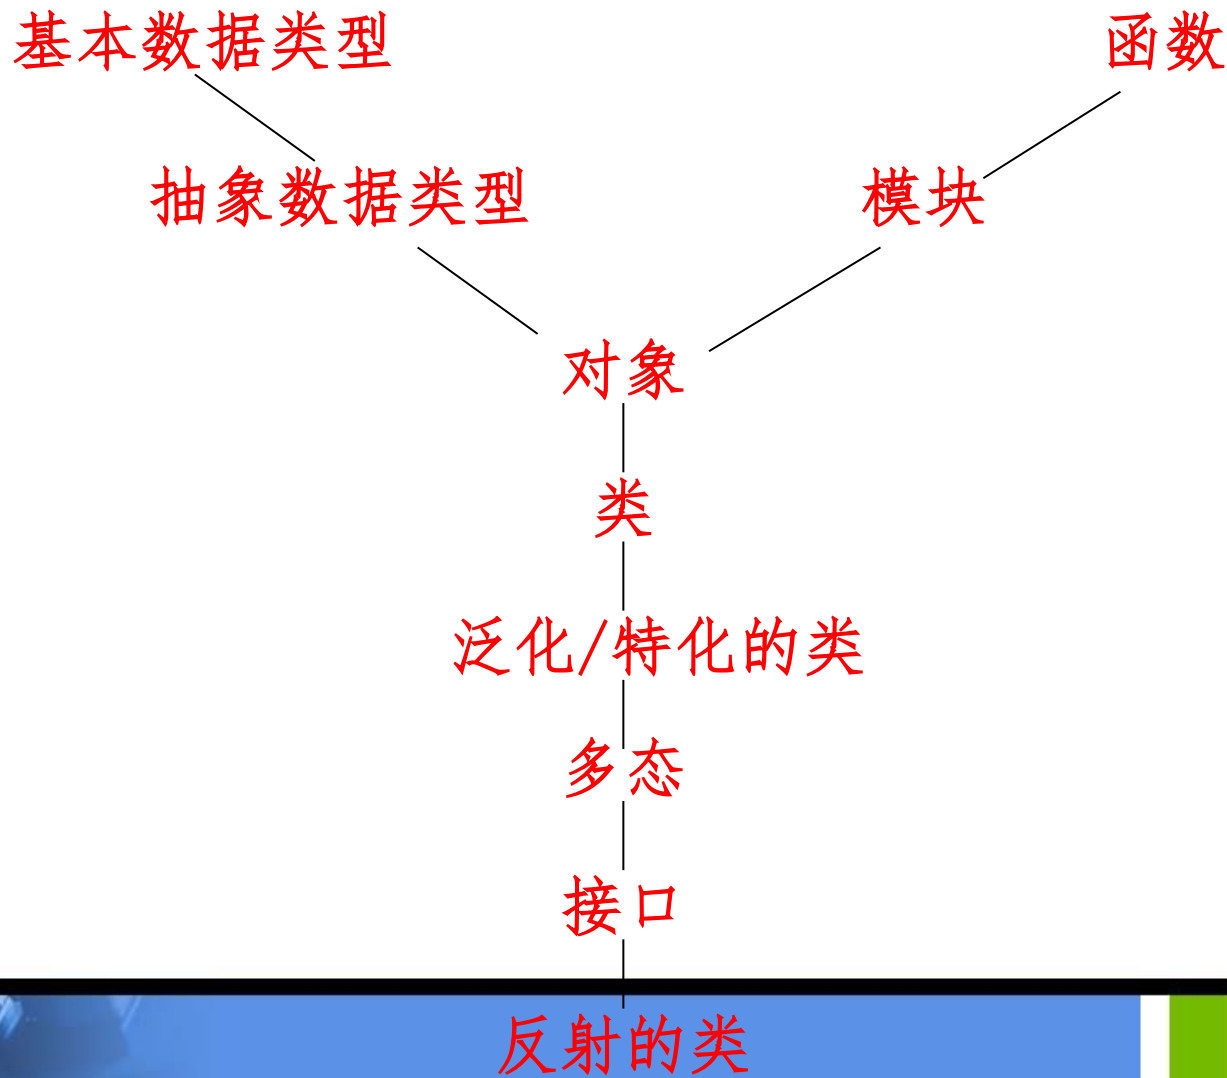 基本数据类型
函数
抽象数据类型
模块
对象
类
泛化/特化的类
多态
接口
反射的类